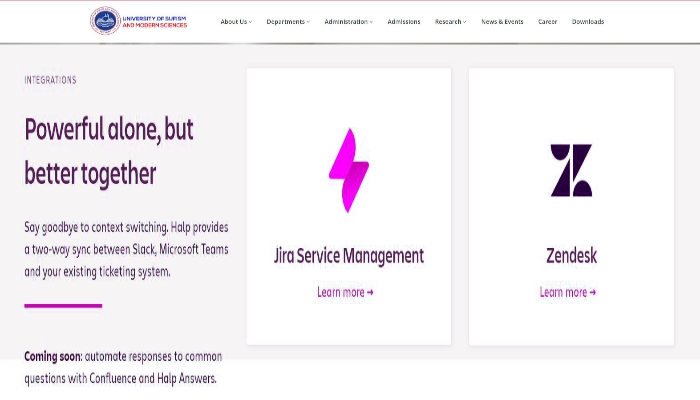 UNIVERSITY OF SUFISM
AND MODERN SCIENCES
About Us
Departments
Administration
Admissions
Research
News & Events
Career
Downloads
INTEGRATIONS
Powerful alone, but
better together
Say goodbye to context switching. Halp provides
a two-way sync between Slack, Microsoft Teams
and your existing ticketing system.
Coming soon: automate responses to common
questions with Confluence and Halp Answers.
Jira Service Management
Learn more →
Zendesk
Learn more →